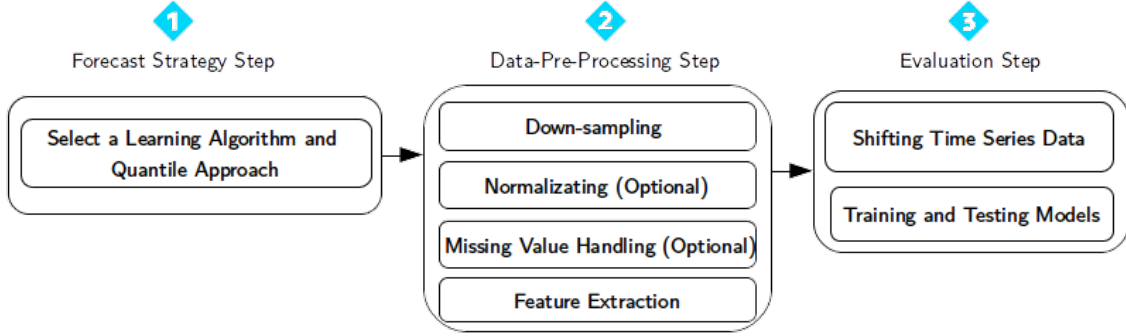 1
Forecast Strategy Step
Select a Learning Algorithm and
Quantile Approach
2
Data-Pre-Processing Step
Down-sampling
Normalizating (Optional)
Missing Value Handling (Optional)
Feature Extraction
3
Evaluation Step
Shifting Time Series Data
Training and Testing Models